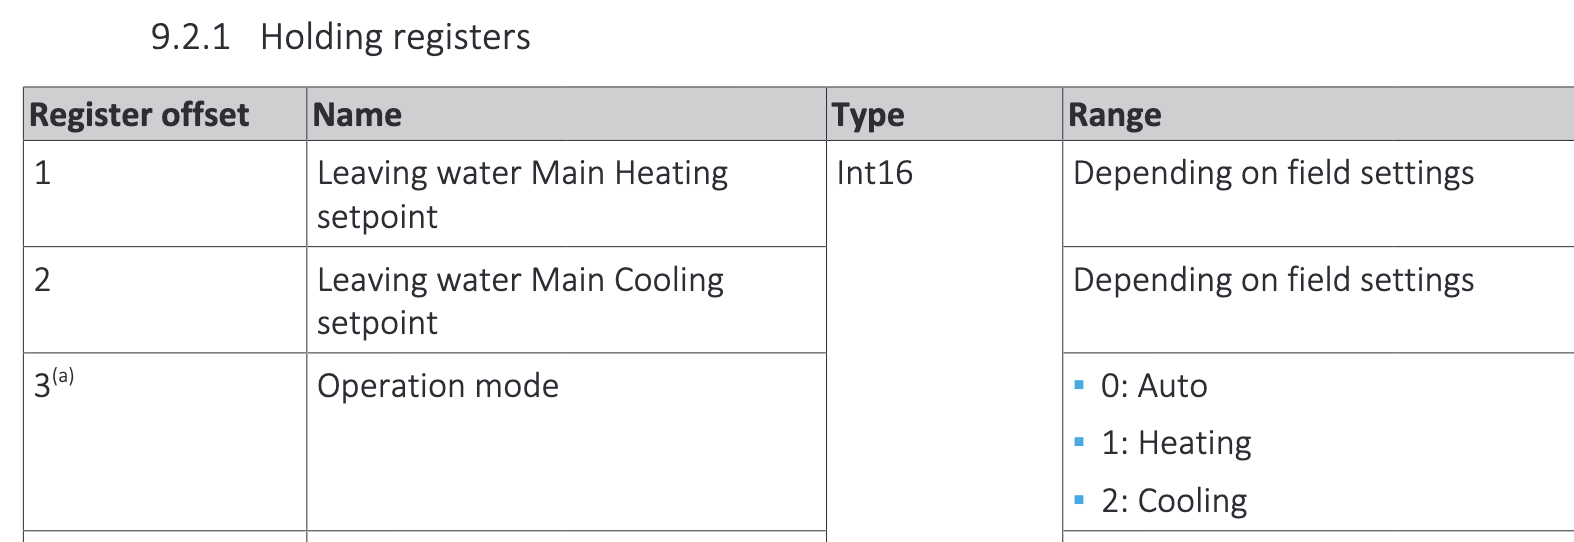 9.2.1 Holding registers
Register offset Name Type Range
1 Leaving water Main Heating Int16 Depending on field settings
setpoint
2 Leaving water Main Cooling Depending on field settings
setpoint
3(a) Operation mode ▪ 0: Auto
▪ 1: Heating
▪ 2: Cooling